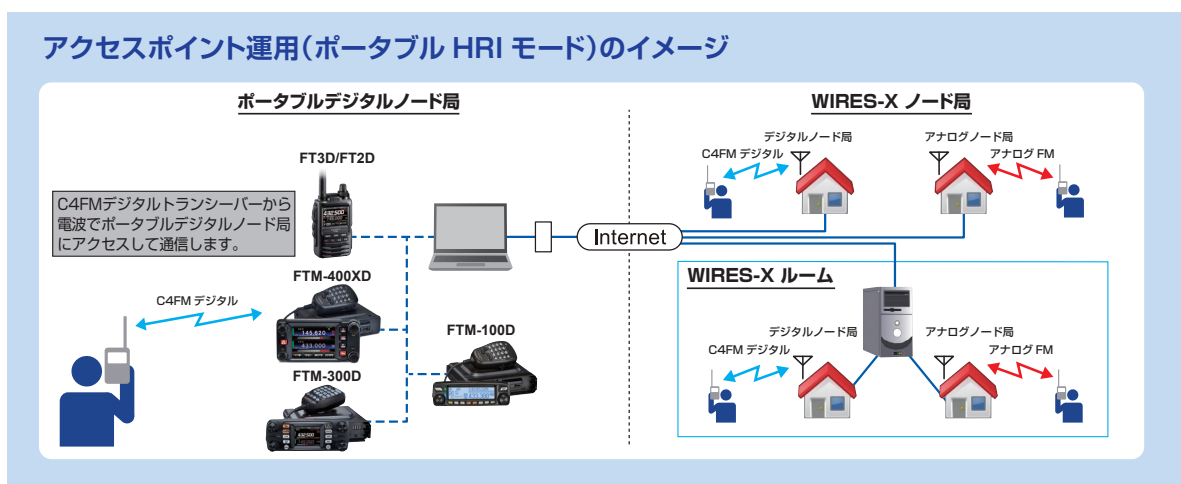 アクセスポイント運用(ポータブル HRI モード)のイメージ
ポータブルデジタルノード局
FT3D/FT2D
C4FMデジタルトランシーバーから
電波でポータブルデジタルノード局
にアクセスして通信します。
432.500
FTM-400XD
C4FM デジタル
145.620
433.000
FTM-100D
FTM-300D
432.500
Internet
WIRES-X ノード局
デジタルノード局
アナログノード局
C4FM デジタル
アナログ FM
WIRES-X ルーム
デジタルノード局
アナログノード局
C4FM デジタル
アナログ FM